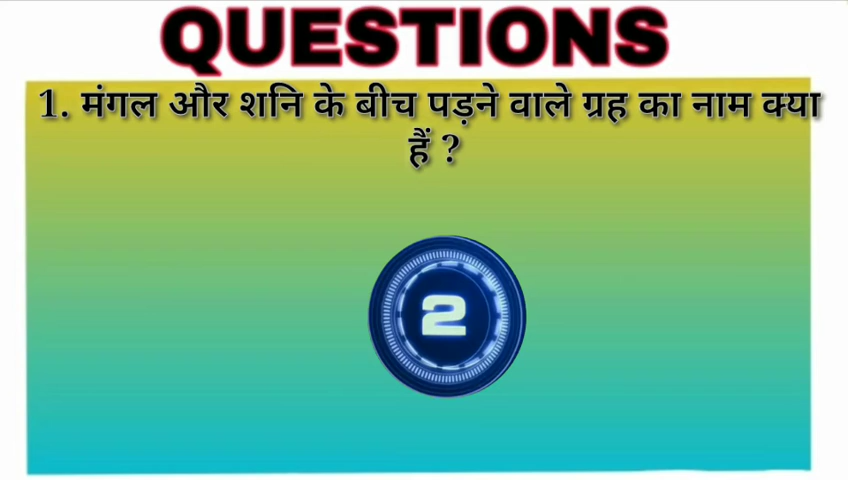 QUESTIONS
1. मंगल और शनि के बीच पड़ने वाले ग्रह का नाम क्या
हैं ?
2